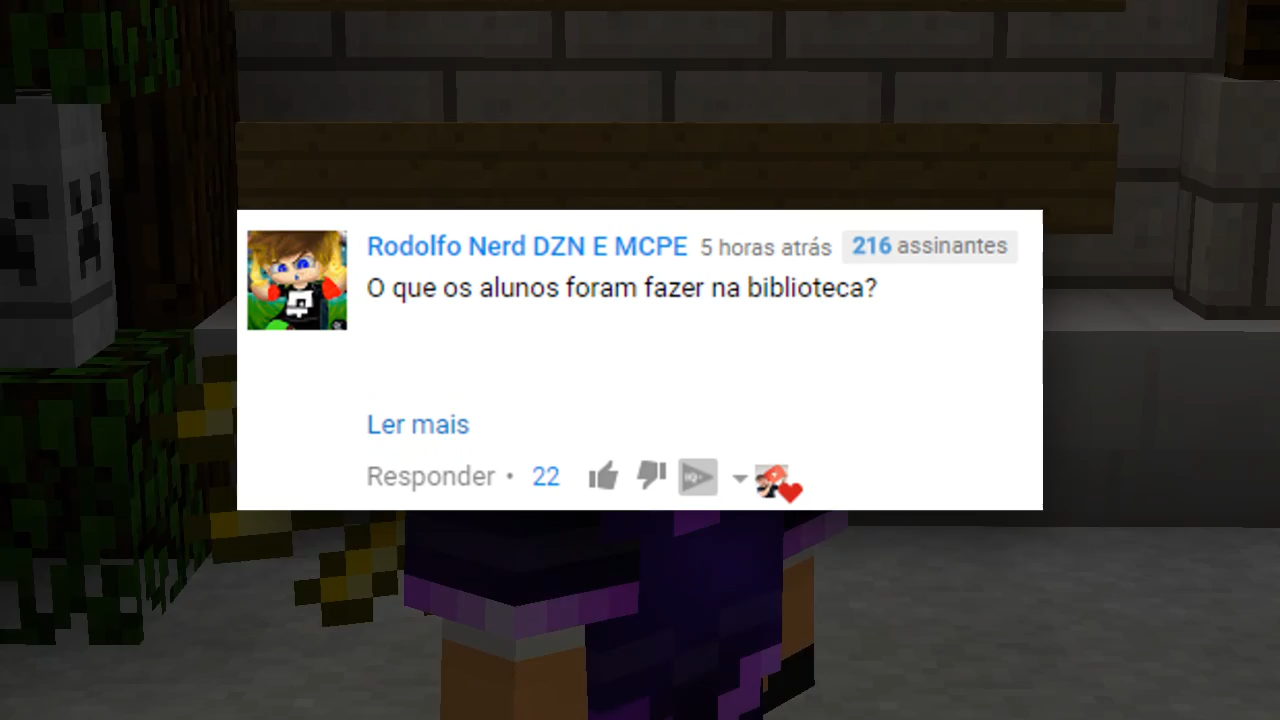 Rodolfo Nerd DZN E MCPE 5 horas atrás 216 assinantes
O que os alunos foram fazer na biblioteca?
Ler mais
Responder • 22